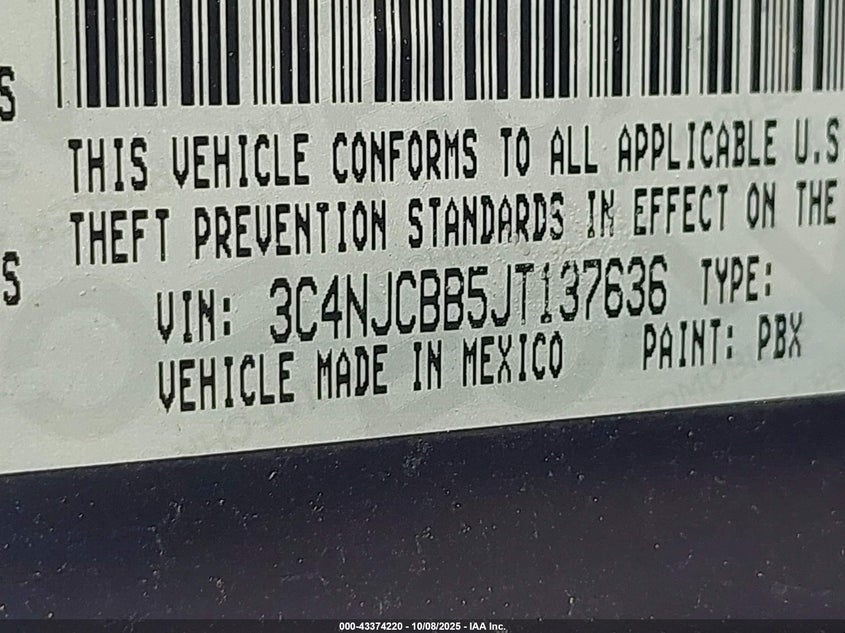 S
THIS VEHICLE CONFORMS TO ALL APPLICABLE U.S
THEFT PREVENTION STANDARDS IN EFFECT ON THE
S
VIN: 3C4NJCBB5JT137636 TYPE:
VEHICLE MADE IN MEXICO PAINT: PBX
000-43374220 - 10/08/2025 - IAA Inc.